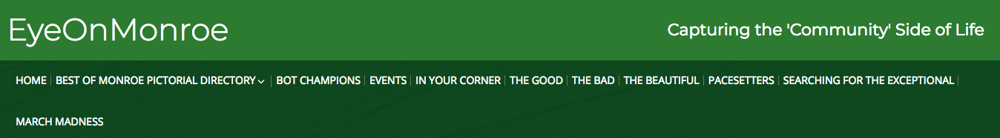 EyeOnMonroe
Capturing the 'Community' Side of Life
HOME BEST OF MONROE PICTORIAL DIRECTORY BOT CHAMPIONS EVENTS IN YOUR CORNER THE GOOD THE BAD THE BEAUTIFUL PACESETTERS SEARCHING FOR THE EXCEPTIONAL
MARCH MADNESS